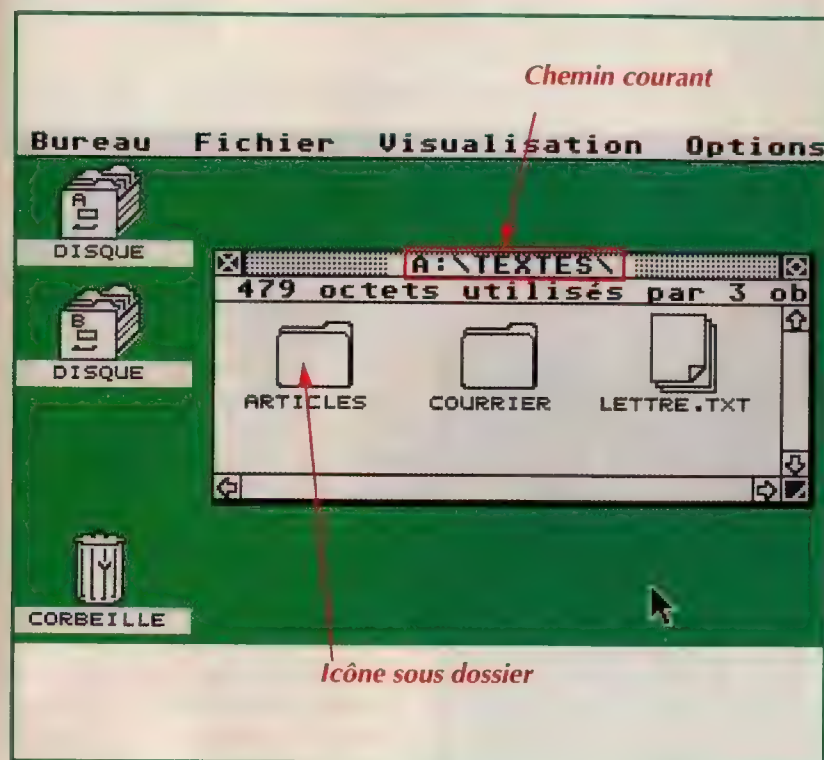 Chemin courant
Bureau Fichier Visualisation Options
A
DISQUE
A:\TEXTES\
479 octets utilisés par 3 ob
B
DISQUE
ARTICLES COURRIER LETTRE.TXT
CORBEILLE
Icône sous dossier